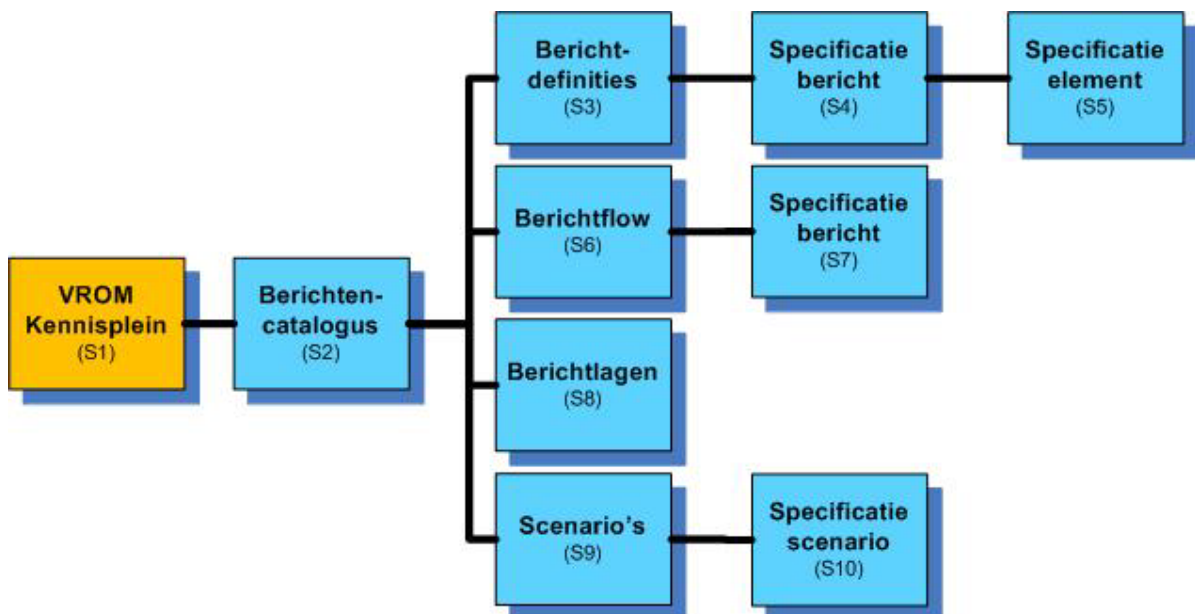 Bericht-
definities
(S3)
Specificatie
bericht
(S4)
Specificatie
element
(S5)
Berichtflow
(S6)
Specificatie
bericht
(S7)
VROM
Kennisplein
(S1)
Berichten-
catalogus
(S2)
Berichtlagen
(S8)
Scenario's
(S9)
Specificatie
scenario
(S10)